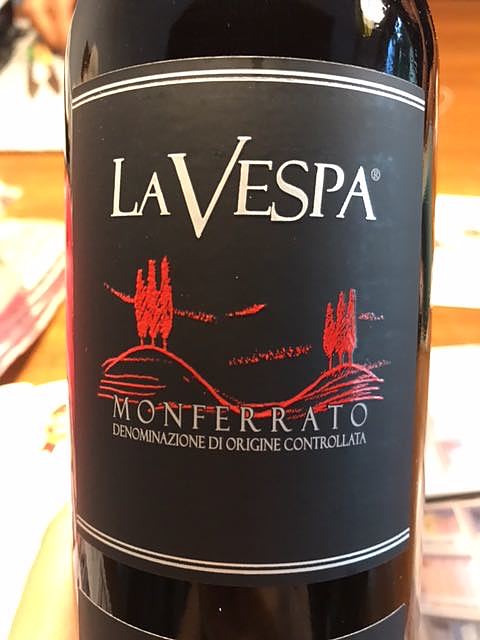 LAVESPA®
MONFERRATO
DENOMINAZIONE DI ORIGINE CONTROLLATA